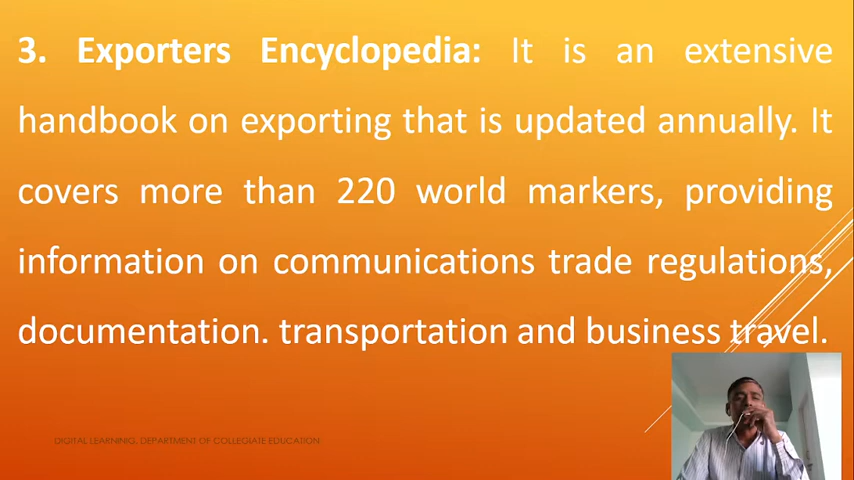 3. Exporters Encyclopedia: It is an extensive
handbook on exporting that is updated annually. It
covers more than 220 world markers, providing
information on communications trade regulations,
documentation. transportation and business travel.
DIGITAL LEARNINIG, DEPARTMENT OF COLLEGIATE EDUCATION